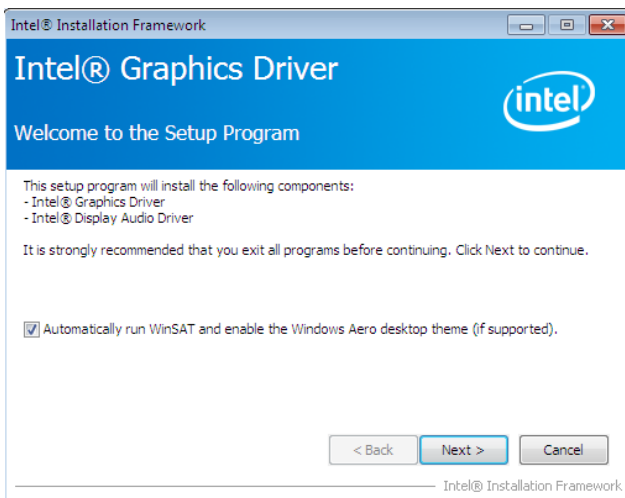 Intel® Installation Framework
Intel® Graphics Driver
intel
Welcome to the Setup Program
This setup program will install the following components:
- Intel® Graphics Driver
- Intel® Display Audio Driver
It is strongly recommended that you exit all programs before continuing. Click Next to continue.
Automatically run WinSAT and enable the Windows Aero desktop theme (if supported).
< Back
Next >
Cancel
Intel® Installation Framework